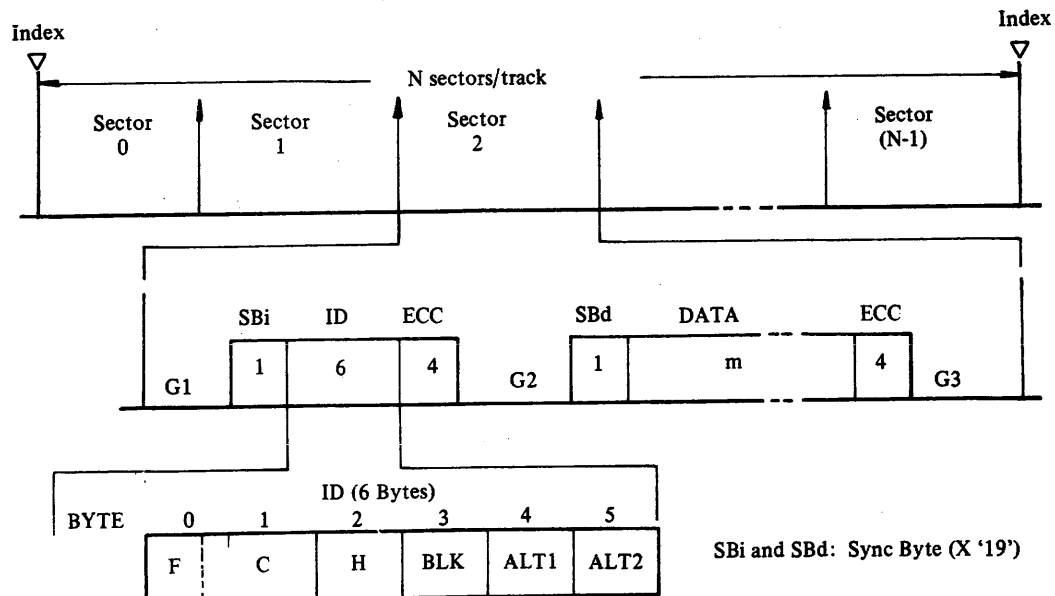 Index Index
N sectors/track
Sector 0 Sector 1 Sector 2 Sector (N-1)
SBi ID ECC SBd DATA ECC
G1 1 6 4 G2 1 m 4 G3
ID (6 Bytes)
BYTE 0 1 2 3 4 5
F C H BLK ALT1 ALT2
SBi and SBd: Sync Byte (X ‘19’)